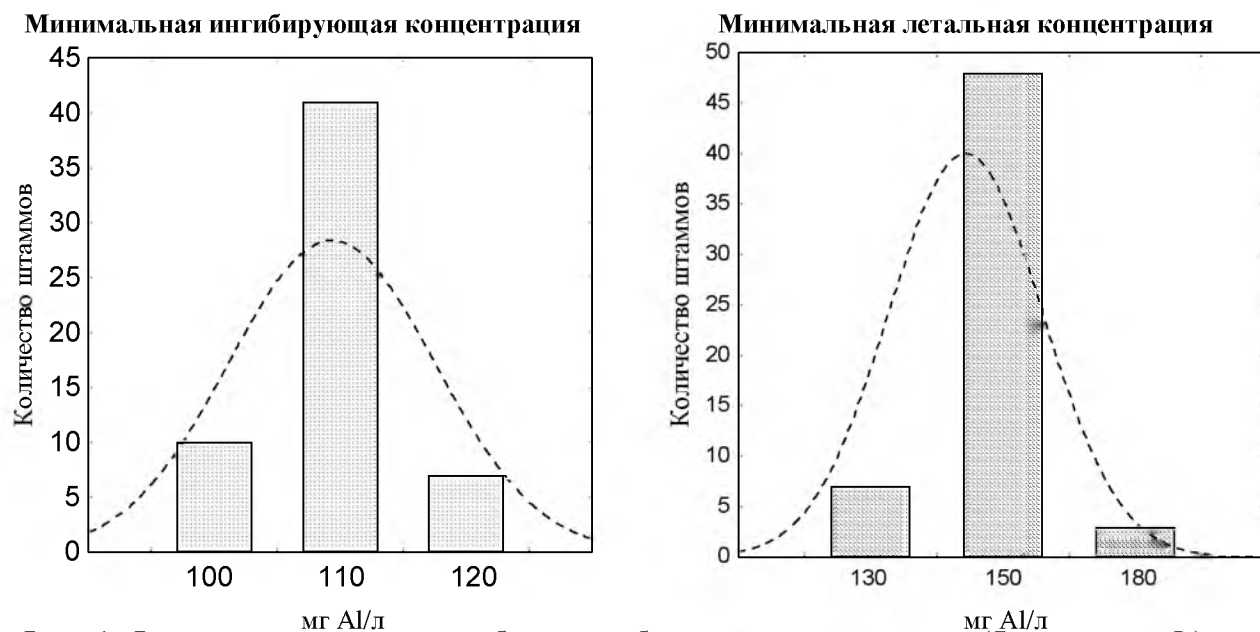 Минимальная ингибирующая концентрация
45
40
35
30
25
20
15
10
5
0
Количество штаммов
100 110 120
мг Al/л
Минимальная летальная концентрация
50
45
40
35
30
25
20
15
10
5
0
Количество штаммов
130 150 180
мг Al/л